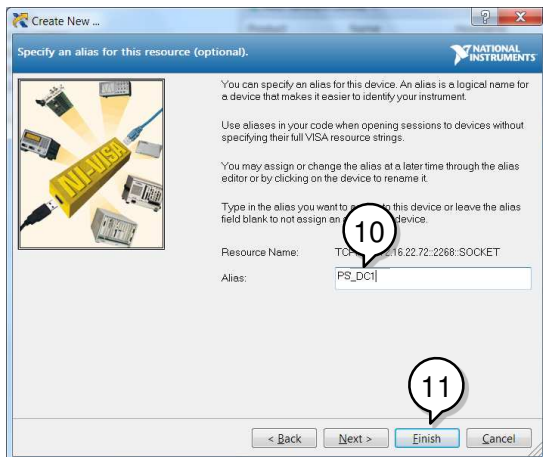 Create New ...
Specify an alias for this resource (optional).
NATIONAL
INSTRUMENTS
You can specify an alias for this device. An alias is a logical name for
a device that makes it easier to identify your instrument.
Use aliases in your code when opening sessions to devices without
specifying their full VISA resource strings.
You may assign or change the alias at a later time through the alias
editor or by clicking on the device to rename it.
Type in the alias you want to this device or leave the alias
field blank to not assign an device.
NI-VISA
10
Resource Name: 16.22.72::2268::SOCKET
Alias: PS_DC1
11
< Back Next > Finish Cancel